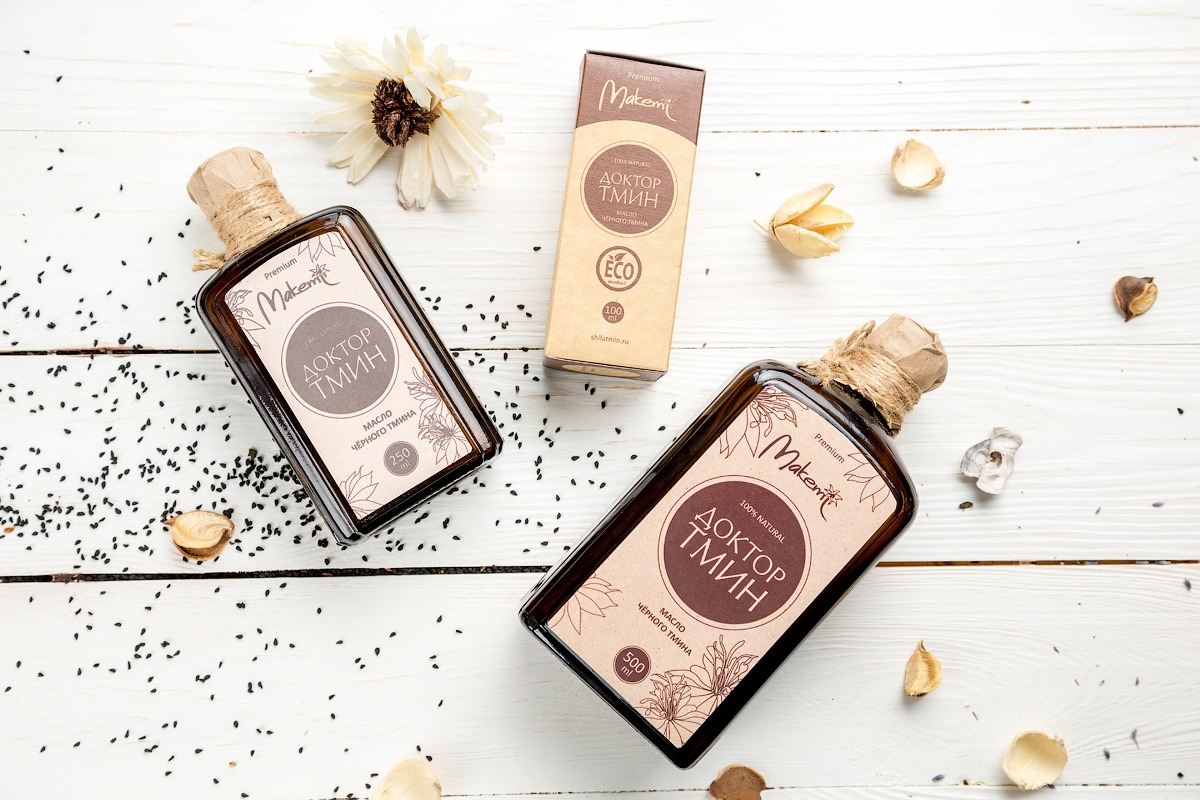 Premium
Makemi
100% NATURAL
ДОКТОР
ТМИН
МАСЛО
ЧЁРНОГО ТМИНА
ECO
product
100
ml
shifatmin.ru
Premium
Makemi
100% NATURAL
ДОКТОР
ТМИН
МАСЛО
ЧЁРНОГО ТМИНА
250
ml
Premium
Makemi
100% NATURAL
ДОКТОР
ТМИН
МАСЛО
ЧЁРНОГО ТМИНА
500
ml